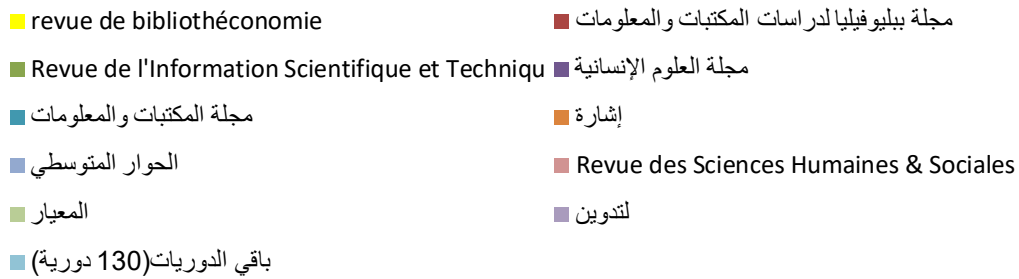 revue de bibliothéconomie
مجلة ببليوفيليا لدراسات المكتبات والمعلومات
Revue de l'Information Scientifique et Techniqu
مجلة العلوم الإنسانية
مجلة المكتبات والمعلومات
إشارة
الحوار المتوسطي
Revue des Sciences Humaines & Sociales
المعيار
لتدوين
باقي الدوريات(130 دورية)